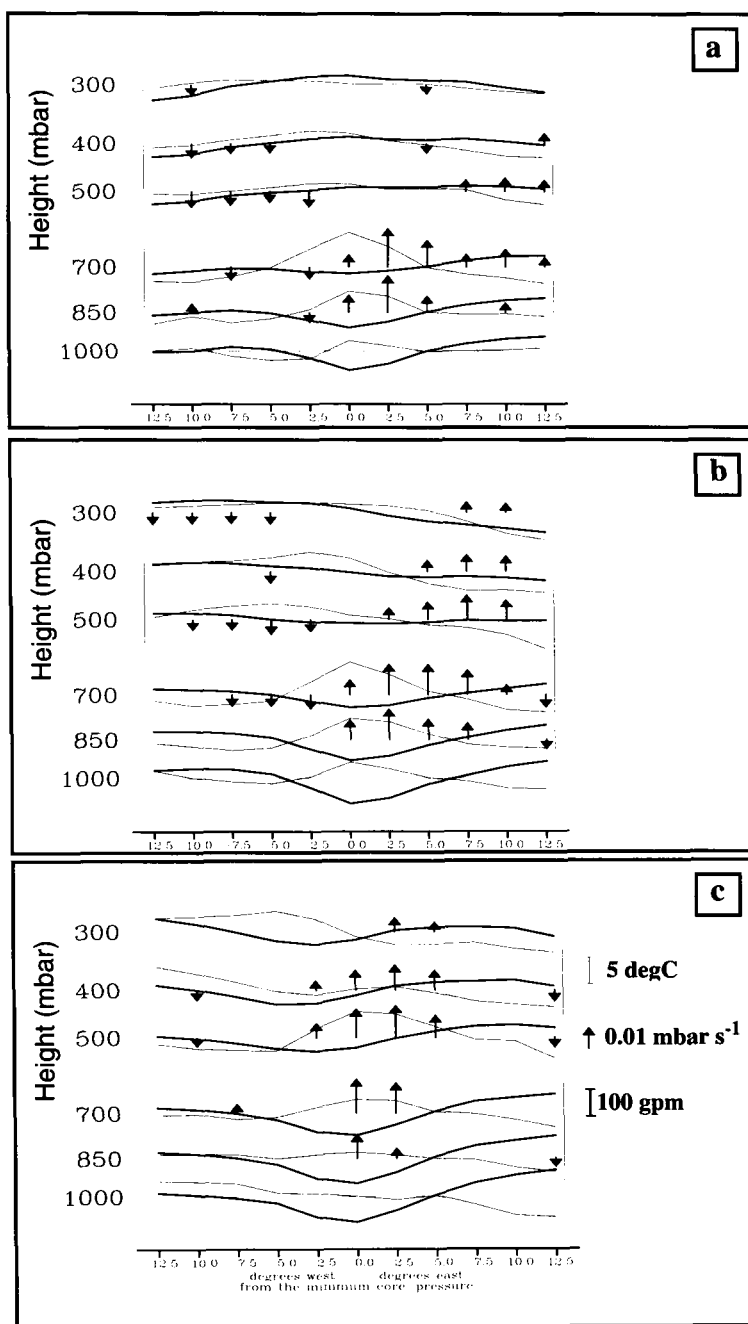 a
Height (mbar)
300
400
500
700
850
1000
12.5 10.0 7.5 5.0 2.5 0.0 2.5 5.0 7.5 10.0 12.5
b
Height (mbar)
300
400
500
700
850
1000
12.5 10.0 7.5 5.0 2.5 0.0 2.5 5.0 7.5 10.0 12.5
c
Height (mbar)
300
400
500
700
850
1000
5 degC
0.01 mbar s⁻¹
100 gpm
12.5 10.0 7.5 5.0 2.5 0.0 2.5 5.0 7.5 10.0 12.5
degrees west degrees east
from the minimum core pressure